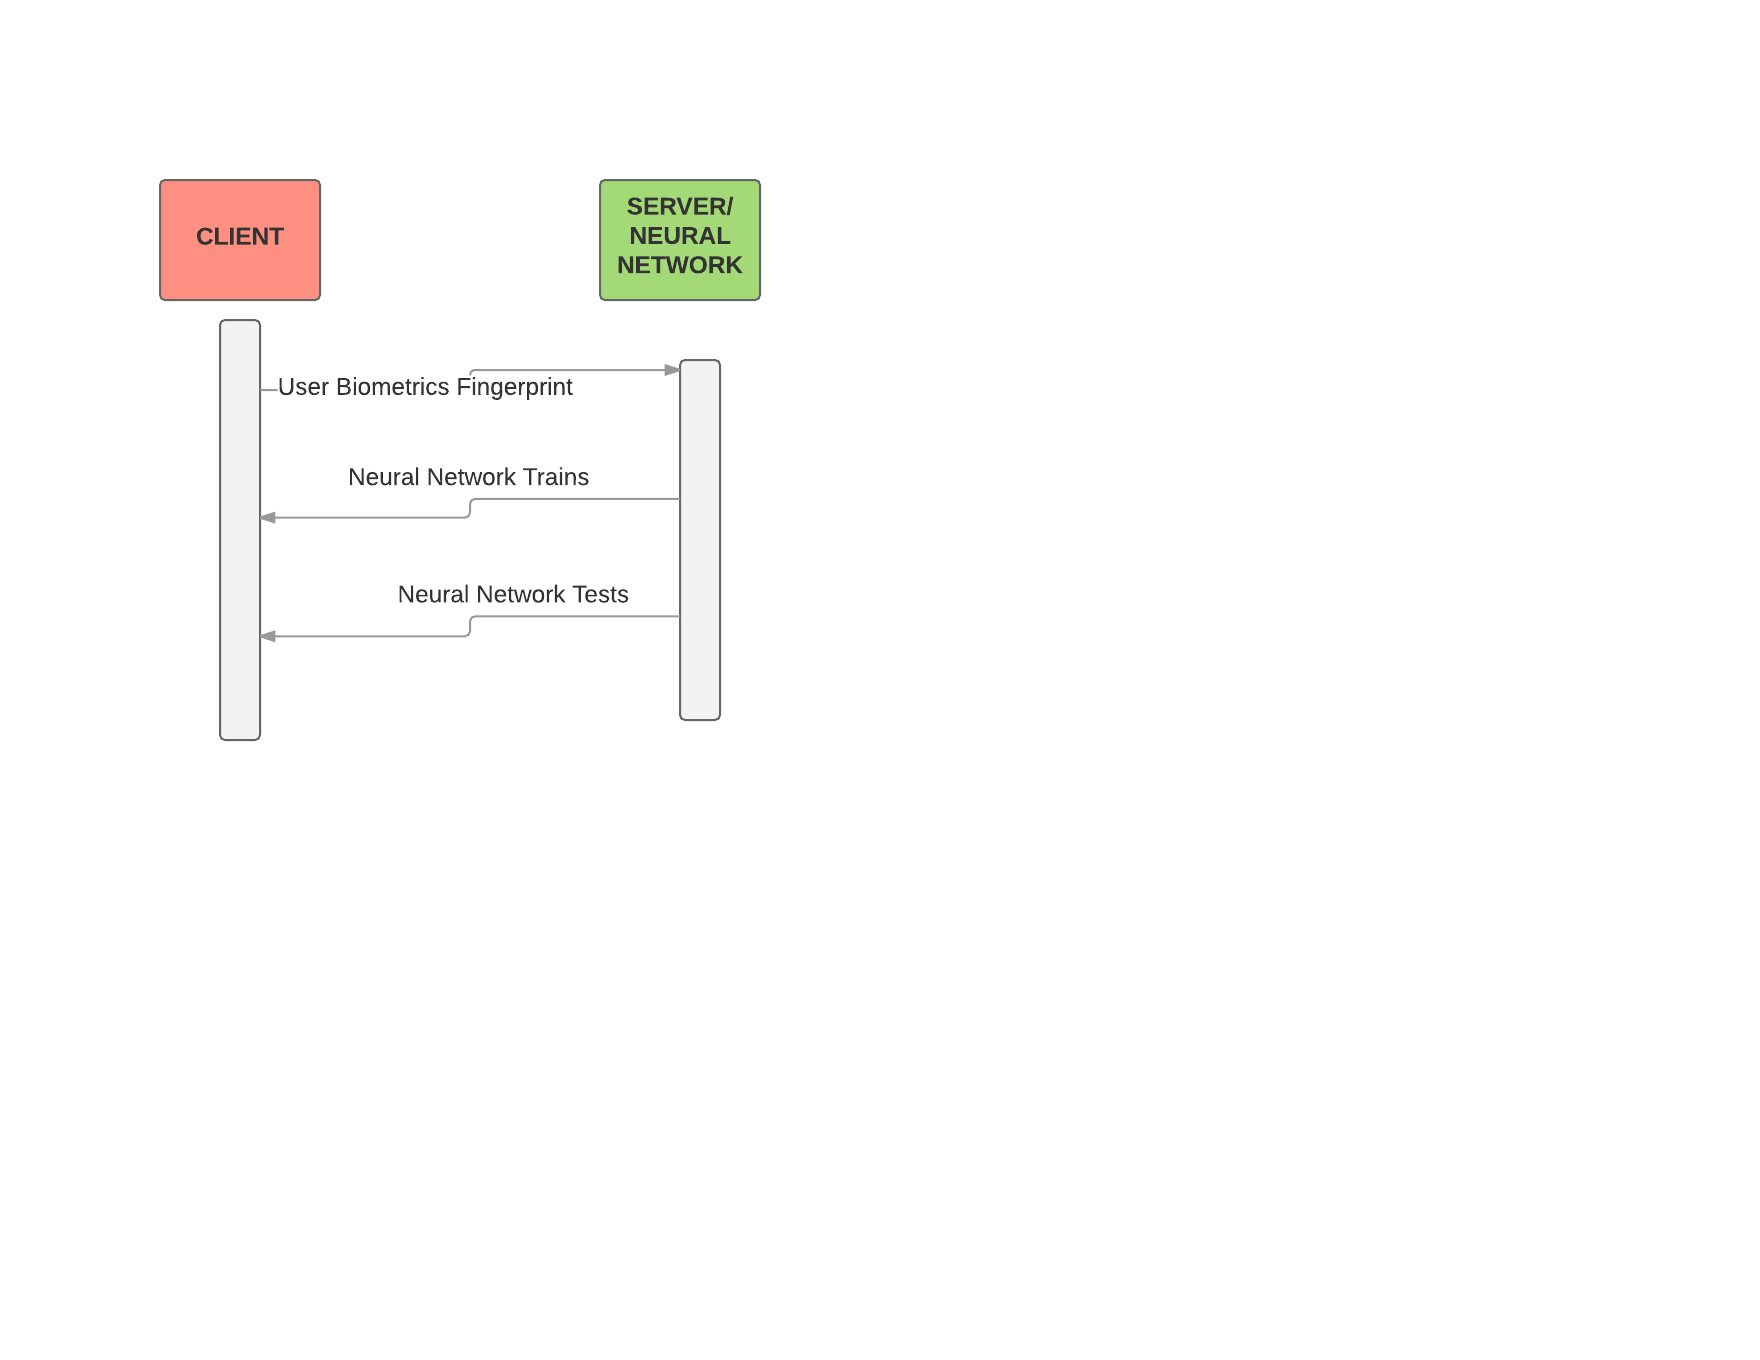 CLIENT
SERVER/
NEURAL
NETWORK
User Biometrics Fingerprint
Neural Network Trains
Neural Network Tests